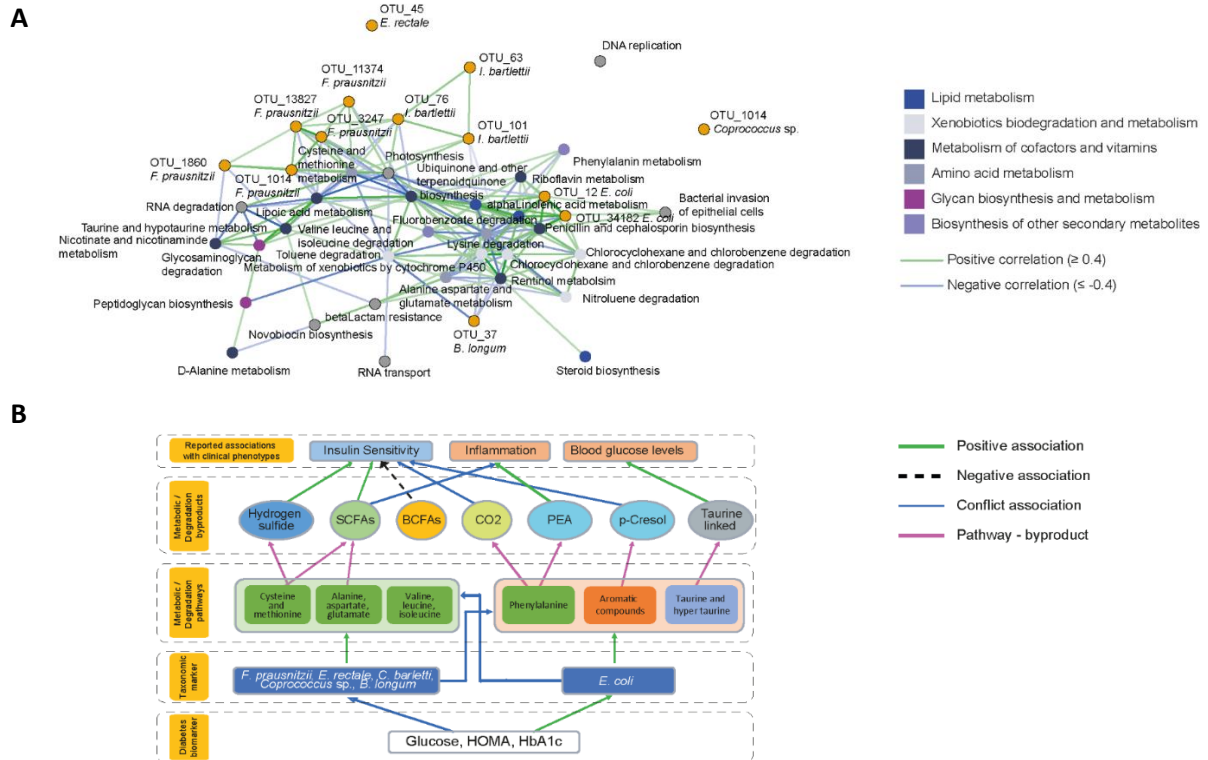 A
OTU_45
E. rectale
DNA replication
OTU_63
I. bartlettii
OTU_11374
F. prausnitzii
OTU_13827
F. prausnitzii
OTU_76
I. bartlettii
OTU_3247
F. prausnitzii
OTU_101
I. bartlettii
OTU_1014
Coprococcus sp.
Cysteine and
methionine
metabolism
Photosynthesis
Phenylalanin metabolism
OTU_1860
F. prausnitzii
OTU_1014
F. prausnitzii
Ubiquinone and other
terpenoidquinone
biosynthesis
Riboflavin metabolism
OTU_12 E. coli
RNA degradation
Lipoic acid metabolism
alphaLinolenic acid metabolism
Bacterial invasion
of epithelial cells
Fluorobenzoate degradation
OTU_34182 E. coli
Taurine and hypotaurine metabolism
Valine leucine and
isoleucine degradation
Penicillin and cephalosporin biosynthesis
Nicotinate and nicotinaminde
metabolism
Lysine degradation
Glycosaminoglycan
degradation
Toluene degradation
Chlorocyclohexane and chlorobenzene degradation
Metabolism of xenobiotics by cytochrome P450
Chlorocyclohexane and chlorobenzene degradation
Rentinol metabolsim
Alanine aspartate and
glutamate metabolism
Nitroluene degradation
Peptidoglycan biosynthesis
betaLactam resistance
Novobiocin biosynthesis
OTU_37
B. longum
D-Alanine metabolism
RNA transport
Steroid biosynthesis
Lipid metabolism
Xenobiotics biodegradation and metabolism
Metabolism of cofactors and vitamins
Amino acid metabolism
Glycan biosynthesis and metabolism
Biosynthesis of other secondary metabolites
Positive correlation (≥ 0.4)
Negative correlation (≤ -0.4)
B
Reported associations
with clinical phenotypes
Insulin Sensitivity
Inflammation
Blood glucose levels
Metabolic /
Degradation
byproducts
Hydrogen
sulfide
SCFAs
BCFAs
CO2
PEA
p-Cresol
Taurine
linked
Metabolic /
Degradation
pathways
Cysteine
and
methionine
Alanine,
aspartate,
glutamate
Valine,
leucine,
isoleucine
Phenylalanine
Aromatic
compounds
Taurine and
hyper taurine
Taxonomic
marker
F. prausnitzii, E. rectale, C. barletti,
Coprococcus sp., B. longum
E. coli
Diabetes
biomarker
Glucose, HOMA, HbA1c
Positive association
Negative association
Conflict association
Pathway - byproduct